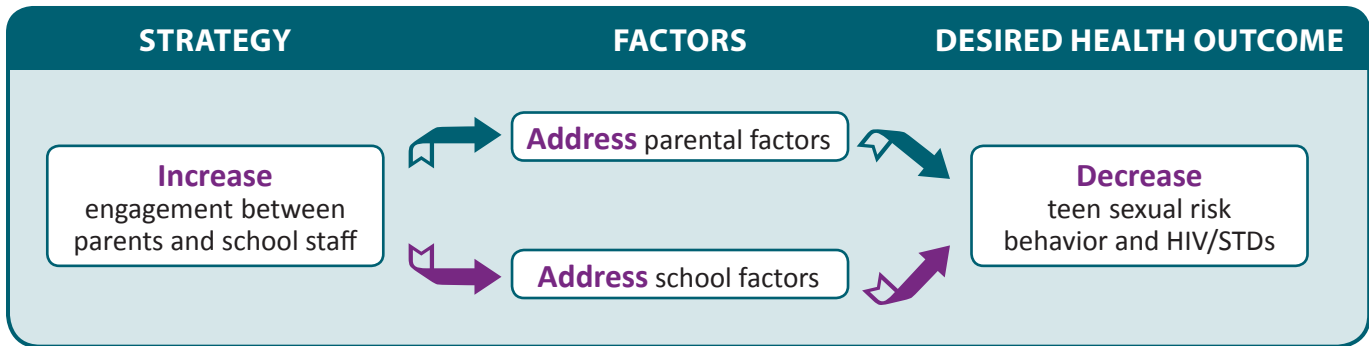 STRATEGY
FACTORS
DESIRED HEALTH OUTCOME
Increase
engagement between
parents and school staff
Address parental factors
Address school factors
Decrease
teen sexual risk
behavior and HIV/STDs